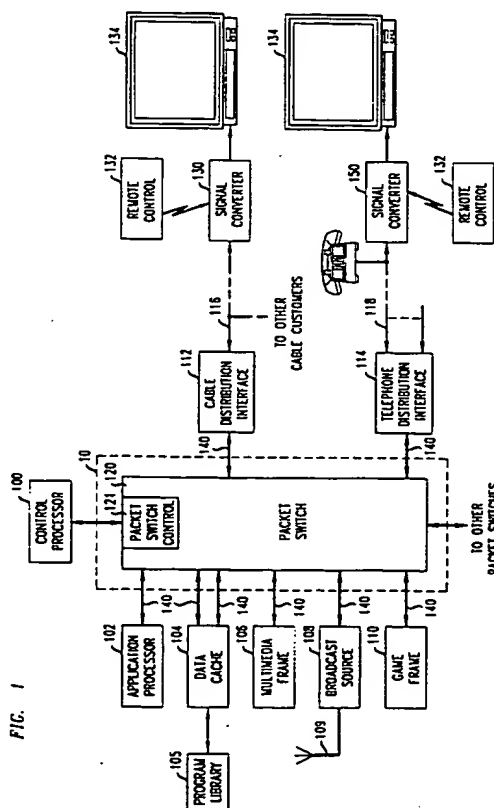 FIG. 1
100
CONTROL
PROCESSOR
10
120
121
PACKET
SWITCH
CONTROL
PACKET
SWITCH
102
APPLICATION
PROCESSOR
140
104
DATA
CACHE
140
140
105
PROGRAM
LIBRARY
106
MULTIMEDIA
FRAME
140
108
BROADCAST
SOURCE
140
109
110
GAME
FRAME
140
TO OTHER
PACKET SWITCHES
140
112
CABLE
DISTRIBUTION
INTERFACE
116
TO OTHER
CABLE CUSTOMERS
132
REMOTE
CONTROL
130
SIGNAL
CONVERTER
134
140
114
TELEPHONE
DISTRIBUTION
INTERFACE
118
150
SIGNAL
CONVERTER
132
REMOTE
CONTROL
134